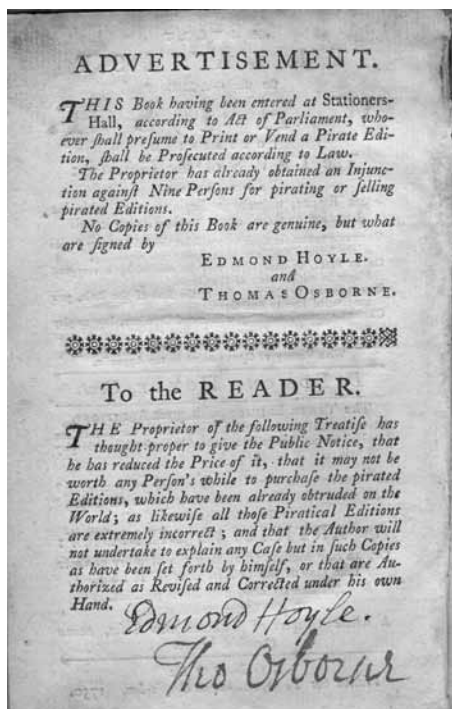 ADVERTISEMENT.
THIS Book having been entered at Stationers-
Hall, according to Act of Parliament, who-
ever ſhall preſume to Print or Vend a Pirate Edi-
tion, ſhall be Proſecuted according to Law.
The Proprietor has already obtained an Injunc-
tion againſt Nine Perſons for pirating or ſelling
pirated Editions.
No Copies of this Book are genuine, but what
are ſigned by
EDMOND HOYLE.
and
THOMAS OSBORNE.
To the READER.
THE Proprietor of the following Treatiſe has
thought proper to give the Public Notice, that
he has reduced the Price of it, that it may not be
worth any Perſon's while to purchaſe the pirated
Editions, which have been already obtruded on the
World; as likewiſe all thoſe Piratical Editions
are extremely incorrect; and that the Author will
not undertake to explain any Caſe but in ſuch Copies
as have been ſet forth by himſelf, or that are Au-
thorized as Reviſed and Corrected under his own
Hand.
Edmond Hoyle.
Tho Osborne